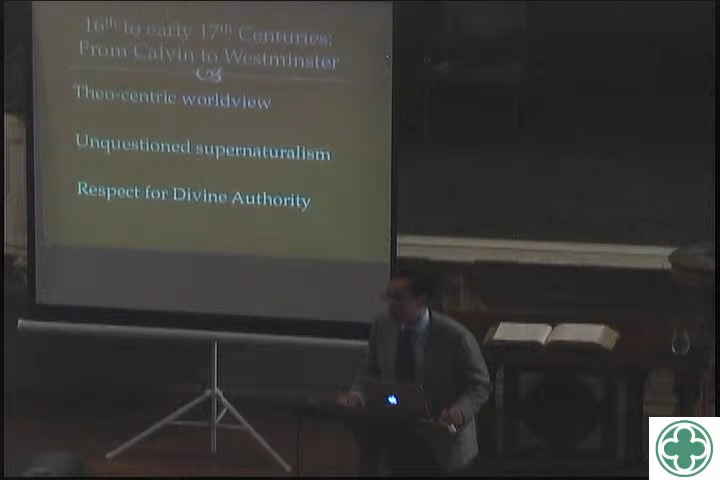 16th to early 17th Centuries:
From Calvin to Westminster
Theo-centric worldview
Unquestioned supernaturalism
Respect for Divine Authority